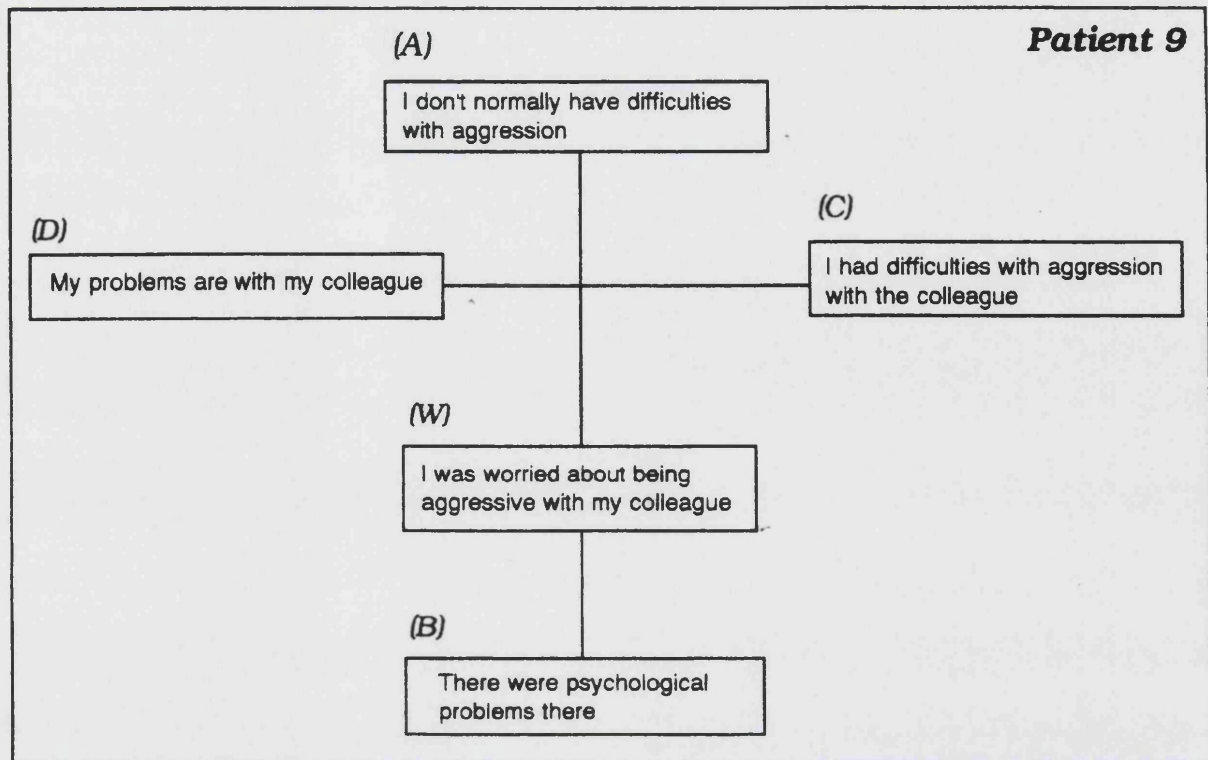 Patient 9
(A)
I don't normally have difficulties
with aggression
(D)
My problems are with my colleague
(C)
I had difficulties with aggression
with the colleague
(W)
I was worried about being
aggressive with my colleague
(B)
There were psychological
problems there